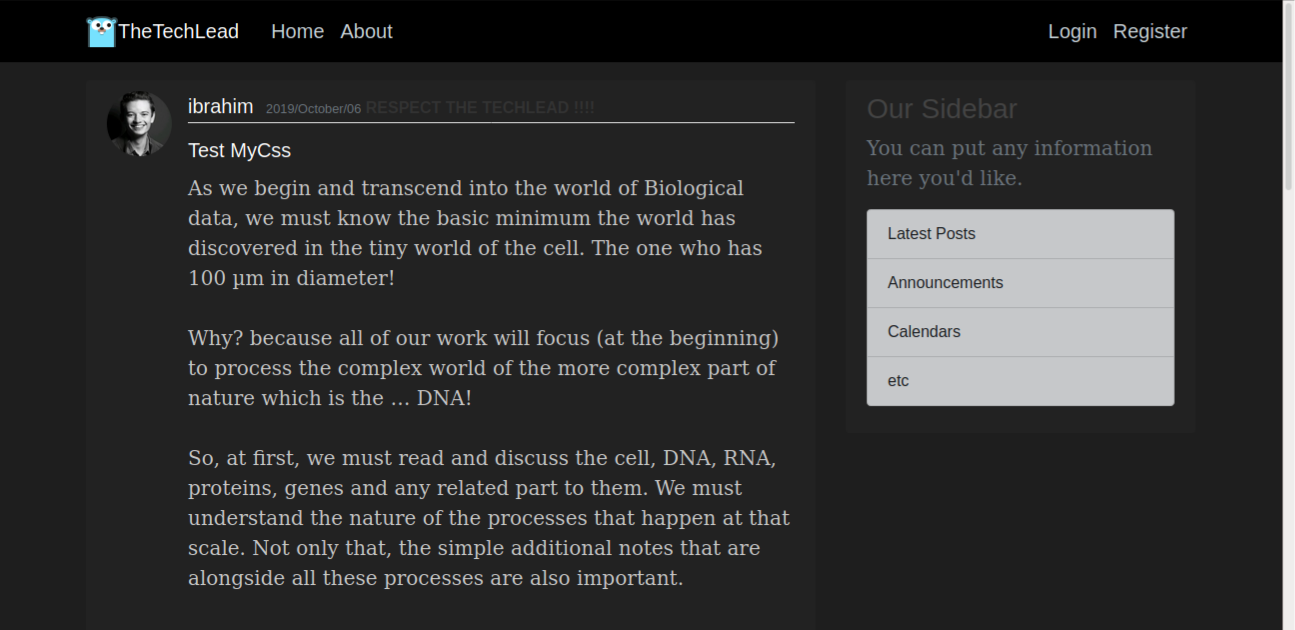 TheTechLead Home About Login Register
ibrahim 2019/October/06 RESPECT THE TECHLEAD !!!!
Test MyCss
As we begin and transcend into the world of Biological
data, we must know the basic minimum the world has
discovered in the tiny world of the cell. The one who has
100 µm in diameter!
Why? because all of our work will focus (at the beginning)
to process the complex world of the more complex part of
nature which is the … DNA!
So, at first, we must read and discuss the cell, DNA, RNA,
proteins, genes and any related part to them. We must
understand the nature of the processes that happen at that
scale. Not only that, the simple additional notes that are
alongside all these processes are also important.
Our Sidebar
You can put any information
here you'd like.
Latest Posts
Announcements
Calendars
etc